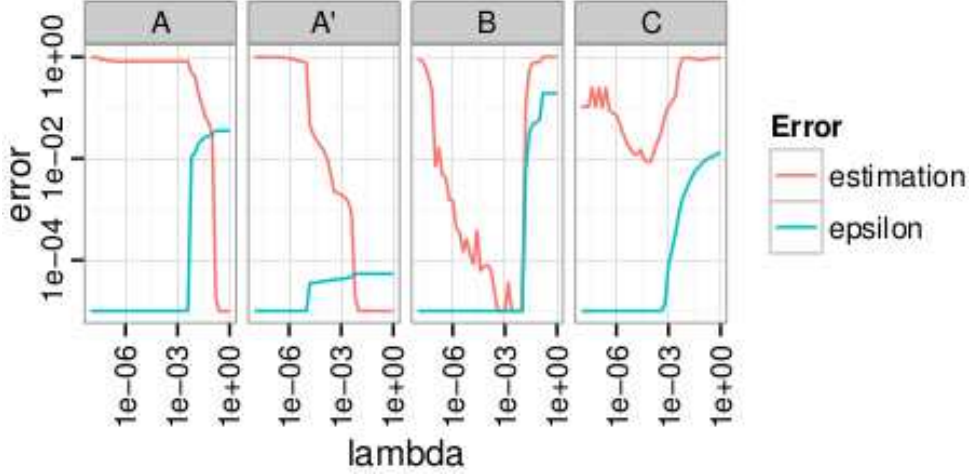 A A' B C
1e+00
1e−02
1e−04
error
1e−06 1e−03 1e+00 1e−06 1e−03 1e+00 1e−06 1e−03 1e+00 1e−06 1e−03 1e+00
lambda
Error
estimation
epsilon